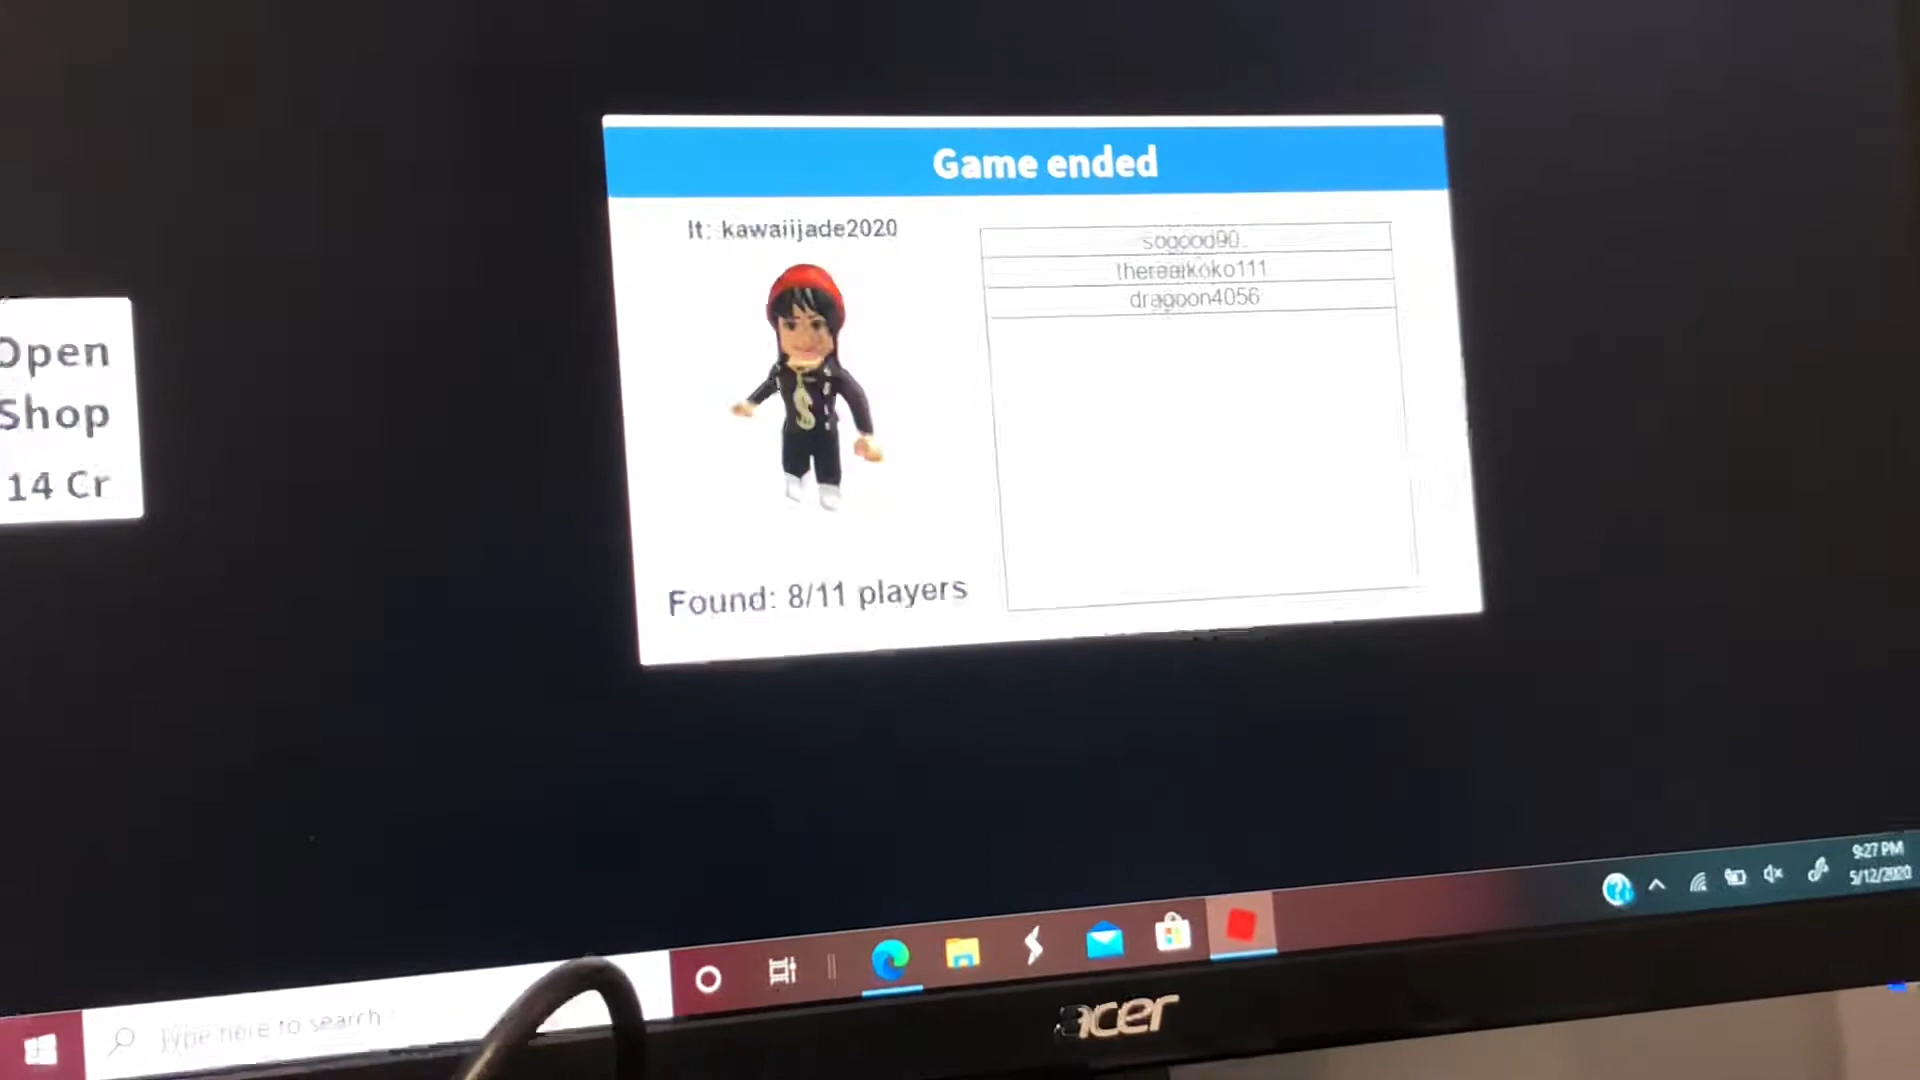 Game ended
It: kawaiijade2020
sogood90
therealkoko111
dragoon4056
Open
Shop
14 Cr
Found: 8/11 players
9:27 PM
5/12/2020
Type here to search
acer